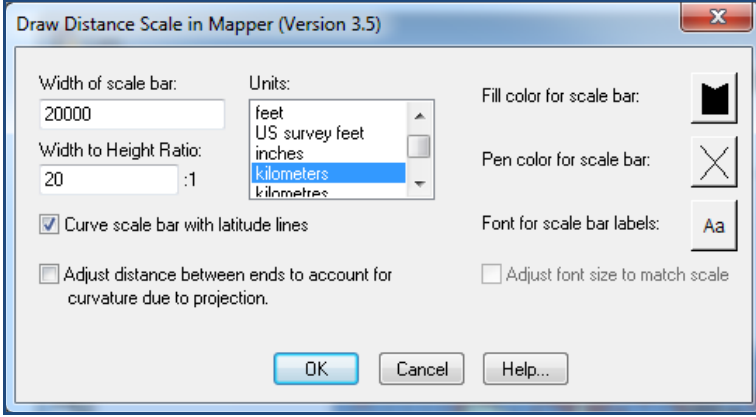 Draw Distance Scale in Mapper (Version 3.5)
Width of scale bar:
20000
Width to Height Ratio:
20 :1
Units:
feet
US survey feet
inches
kilometers
kilometres
Fill color for scale bar:
Pen color for scale bar:
Font for scale bar labels:
Aa
Curve scale bar with latitude lines
Adjust distance between ends to account for
curvature due to projection.
Adjust font size to match scale
OK
Cancel
Help...